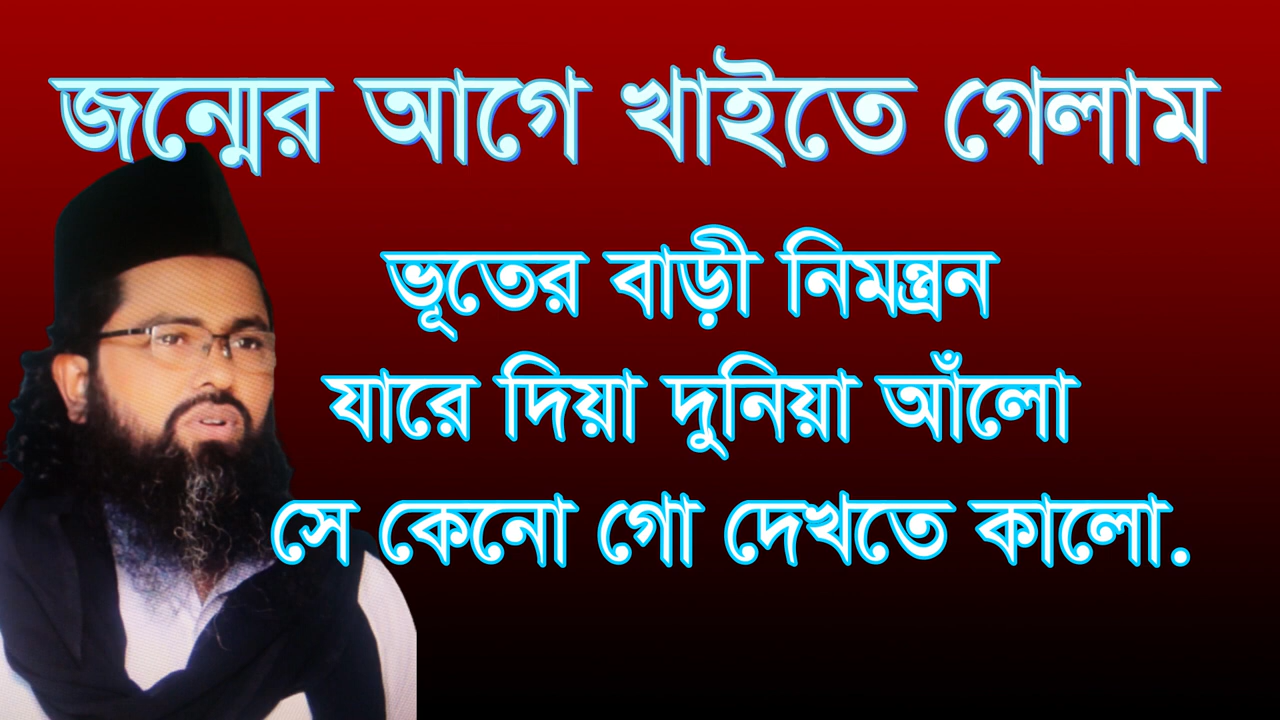 জন্মের আগে খাইতে গেলাম
ভূতের বাড়ী নিমন্ত্রন
যারে দিয়া দুনিয়া আঁলো
সে কেনো গো দেখতে কালো.